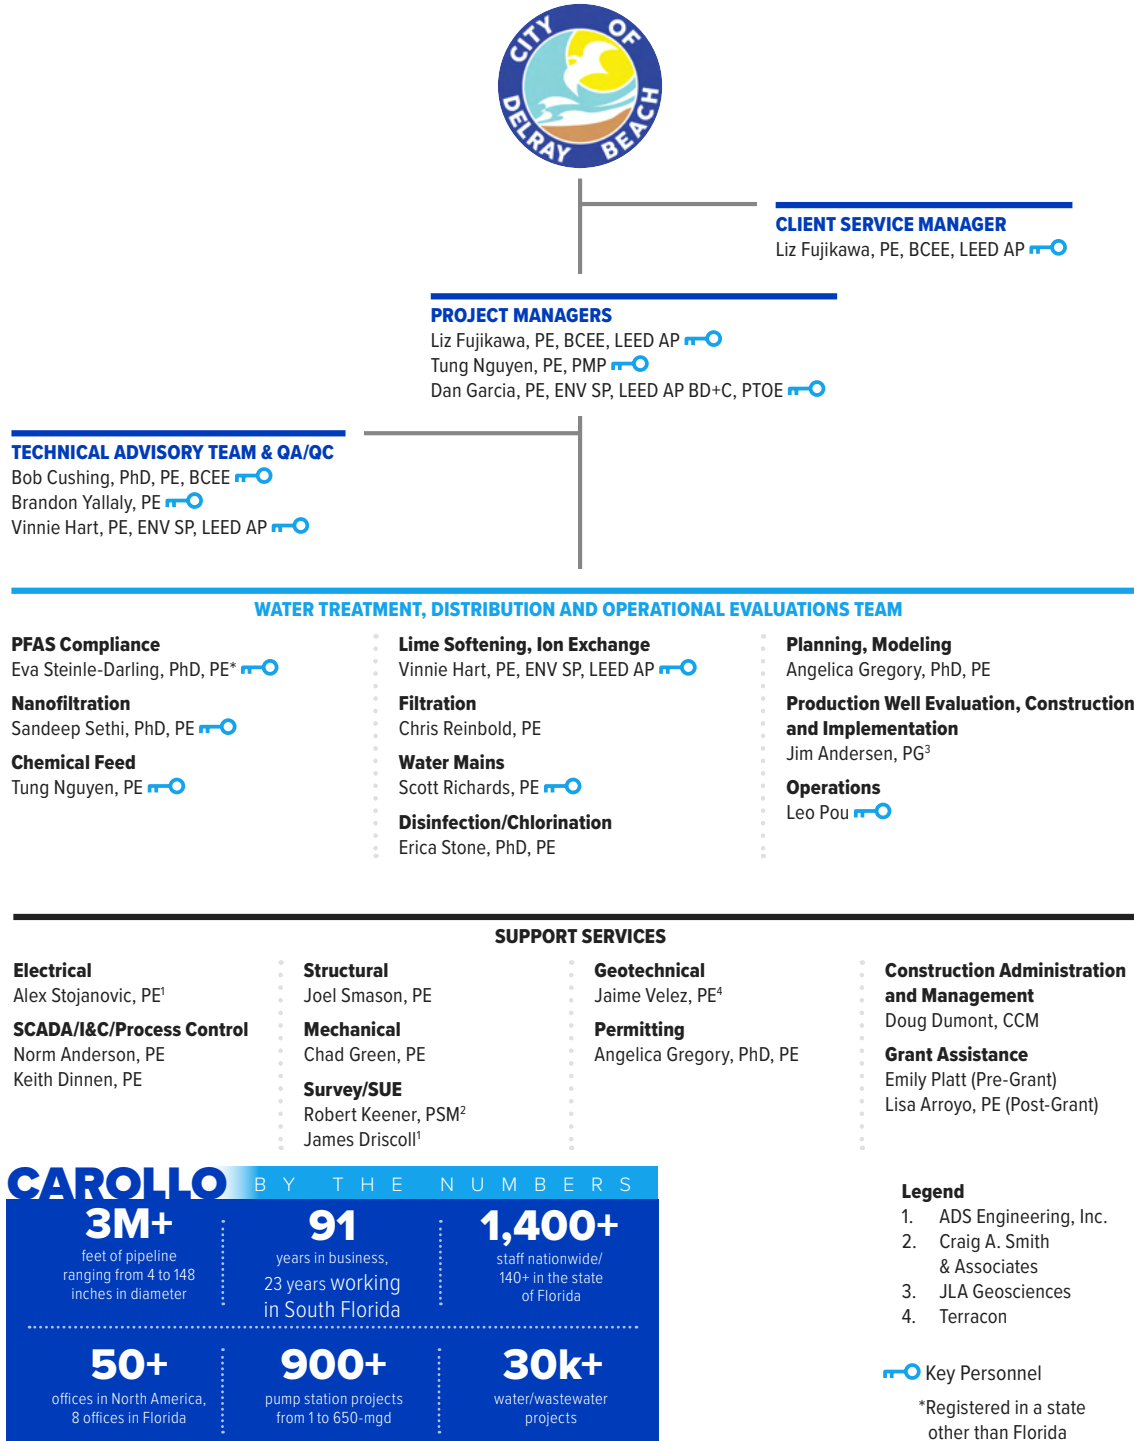 CITY OF
DELRAY BEACH
CLIENT SERVICE MANAGER
Liz Fujikawa, PE, BCEE, LEED AP
PROJECT MANAGERS
Liz Fujikawa, PE, BCEE, LEED AP
Tung Nguyen, PE, PMP
Dan Garcia, PE, ENV SP, LEED AP BD+C, PTOE
TECHNICAL ADVISORY TEAM & QA/QC
Bob Cushing, PhD, PE, BCEE
Brandon Yallaly, PE
Vinnie Hart, PE, ENV SP, LEED AP
WATER TREATMENT, DISTRIBUTION AND OPERATIONAL EVALUATIONS TEAM
PFAS Compliance
Eva Steinle-Darling, PhD, PE*
Nanofiltration
Sandeep Sethi, PhD, PE
Chemical Feed
Tung Nguyen, PE
Lime Softening, Ion Exchange
Vinnie Hart, PE, ENV SP, LEED AP
Filtration
Chris Reinbold, PE
Water Mains
Scott Richards, PE
Disinfection/Chlorination
Erica Stone, PhD, PE
Planning, Modeling
Angelica Gregory, PhD, PE
Production Well Evaluation, Construction
and Implementation
Jim Andersen, PG³
Operations
Leo Pou
SUPPORT SERVICES
Electrical
Alex Stojanovic, PE¹
SCADA/I&C/Process Control
Norm Anderson, PE
Keith Dinnen, PE
Structural
Joel Smason, PE
Mechanical
Chad Green, PE
Survey/SUE
Robert Keener, PSM²
James Driscoll¹
Geotechnical
Jaime Velez, PE⁴
Permitting
Angelica Gregory, PhD, PE
Construction Administration
and Management
Doug Dumont, CCM
Grant Assistance
Emily Platt (Pre-Grant)
Lisa Arroyo, PE (Post-Grant)
CAROLLO BY THE NUMBERS
3M+
feet of pipeline
ranging from 4 to 148
inches in diameter
91
years in business,
23 years working
in South Florida
1,400+
staff nationwide/
140+ in the state
of Florida
50+
offices in North America,
8 offices in Florida
900+
pump station projects
from 1 to 650-mgd
30k+
water/wastewater
projects
Legend
1. ADS Engineering, Inc.
2. Craig A. Smith
& Associates
3. JLA Geosciences
4. Terracon
Key Personnel
*Registered in a state
other than Florida